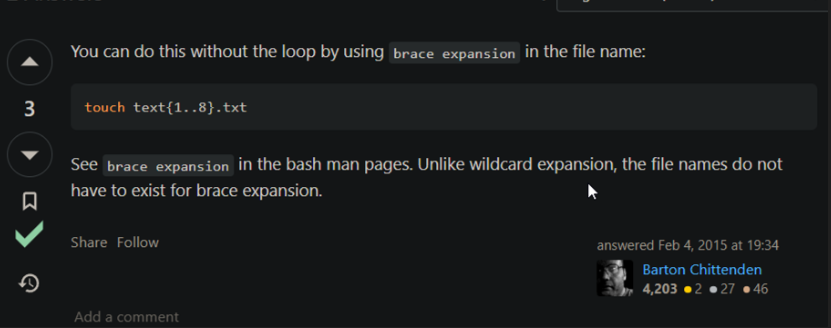 You can do this without the loop by using brace expansion in the file name:
3
touch text{1..8}.txt
See brace expansion in the bash man pages. Unlike wildcard expansion, the file names do not
have to exist for brace expansion.
Share Follow
answered Feb 4, 2015 at 19:34
Barton Chittenden
4,203 2 27 46
Add a comment